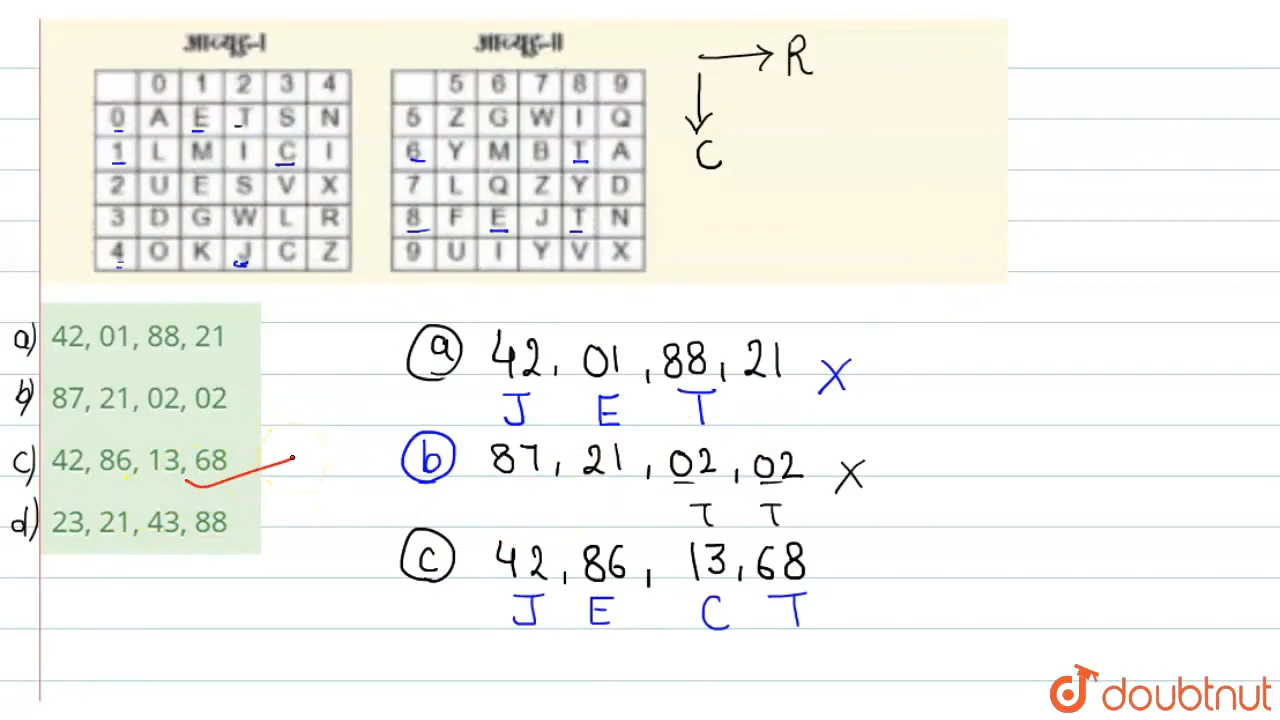 आव्यूह-I आव्यूह-II
0 1 2 3 4 5 6 7 8 9
0 A E T S N 5 Z G W I Q
1 L M I C I 6 Y M B T A
2 U E S V X 7 L Q Z Y D
3 D G W L R 8 F E J T N
4 O K J C Z 9 U I Y V X
R
C
a) 42, 01, 88, 21
b) 87, 21, 02, 02
c) 42, 86, 13, 68
d) 23, 21, 43, 88
a 42, 01, 88, 21 X
J E T
b 87, 21, 02, 02 X
T T
c 42, 86, 13, 68
J E C T
doubtnut